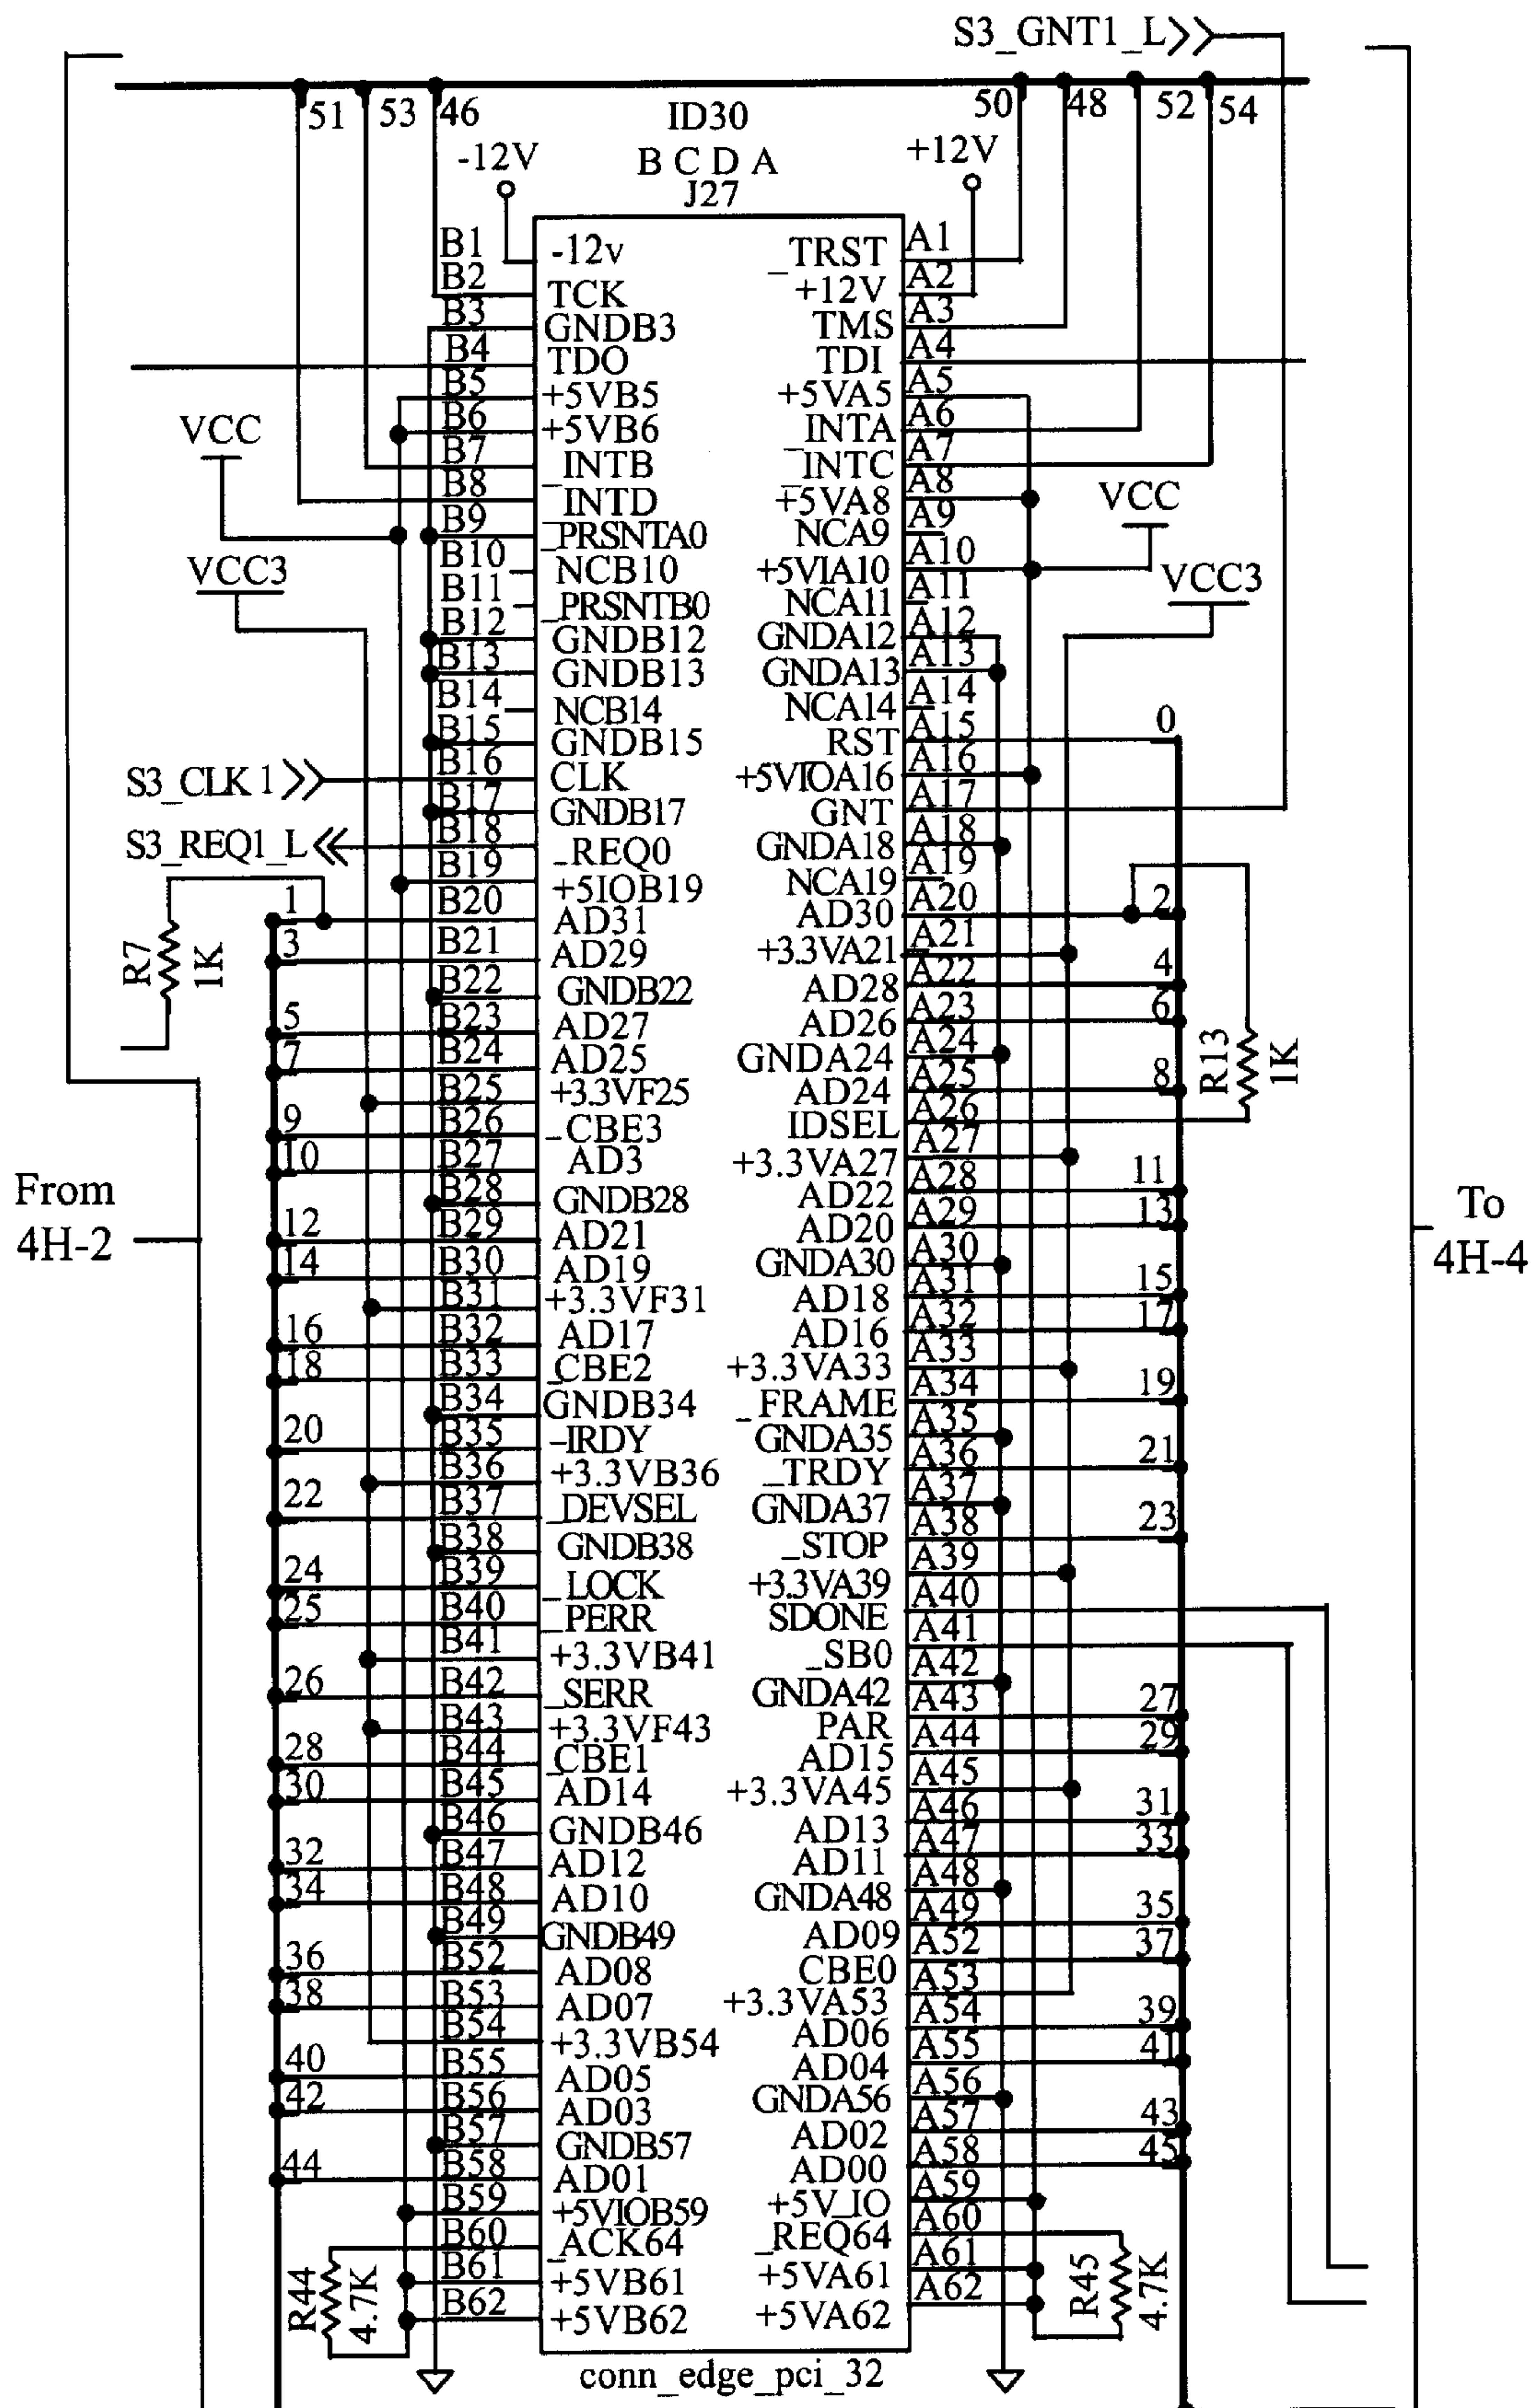 S3_GNT1_L
51 53 46 50 48 52 54
ID30
-12V B C D A +12V
J27
B1 -12v _TRST A1
B2 TCK +12V A2
B3 GNDB3 TMS A3
B4 TDO TDI A4
B5 +5VB5 +5VA5 A5
VCC B6 +5VB6 _INTA A6
B7 _INTB _INTC A7
B8 _INTD +5VA8 A8 VCC
B9 _PRSNTA0 NCA9 A9
VCC3 B10 NCB10 +5VIA10 A10 VCC3
B11 _PRSNTB0 NCA11 A11
B12 GNDB12 GNDA12 A12
B13 GNDB13 GNDA13 A13
B14 NCB14 NCA14 A14
B15 GNDB15 RST A15 0
S3_CLK 1 B16 CLK +5VIOA16 A16
B17 GNDB17 GNT A17
S3_REQ1_L B18 _REQ0 GNDA18 A18
B19 +5IOB19 NCA19 A19
1 B20 AD31 AD30 A20 2
3 B21 AD29 +3.3VA21 A21
R7 1K B22 GNDB22 AD28 A22 4
5 B23 AD27 AD26 A23 6
7 B24 AD25 GNDA24 A24 R13 1K
B25 +3.3VF25 AD24 A25 8
9 B26 _CBE3 IDSEL A26
10 B27 AD3 +3.3VA27 A27
From B28 GNDB28 AD22 A28 11 To
4H-2 12 B29 AD21 AD20 A29 13 4H-4
14 B30 AD19 GNDA30 A30
B31 +3.3VF31 AD18 A31 15
16 B32 AD17 AD16 A32 17
18 B33 _CBE2 +3.3VA33 A33
B34 GNDB34 _FRAME A34 19
20 B35 _IRDY GNDA35 A35
B36 +3.3VB36 _TRDY A36 21
22 B37 _DEVSEL GNDA37 A37
B38 GNDB38 _STOP A38 23
24 B39 _LOCK +3.3VA39 A39
25 B40 _PERR SDONE A40
B41 +3.3VB41 _SB0 A41
26 B42 _SERR GNDA42 A42
B43 +3.3VF43 PAR A43 27
28 B44 _CBE1 AD15 A44 29
30 B45 AD14 +3.3VA45 A45
B46 GNDB46 AD13 A46 31
32 B47 AD12 AD11 A47 33
34 B48 AD10 GNDA48 A48
B49 GNDB49 AD09 A49 35
36 B52 AD08 CBE0 A52 37
38 B53 AD07 +3.3VA53 A53
B54 +3.3VB54 AD06 A54 39
40 B55 AD05 AD04 A55 41
42 B56 AD03 GNDA56 A56
B57 GNDB57 AD02 A57 43
44 B58 AD01 AD00 A58 45
B59 +5VIOB59 +5V_IO A59
B60 _ACK64 _REQ64 A60
R44 4.7K B61 +5VB61 +5VA61 A61 R45 4.7K
B62 +5VB62 +5VA62 A62
conn_edge_pci_32